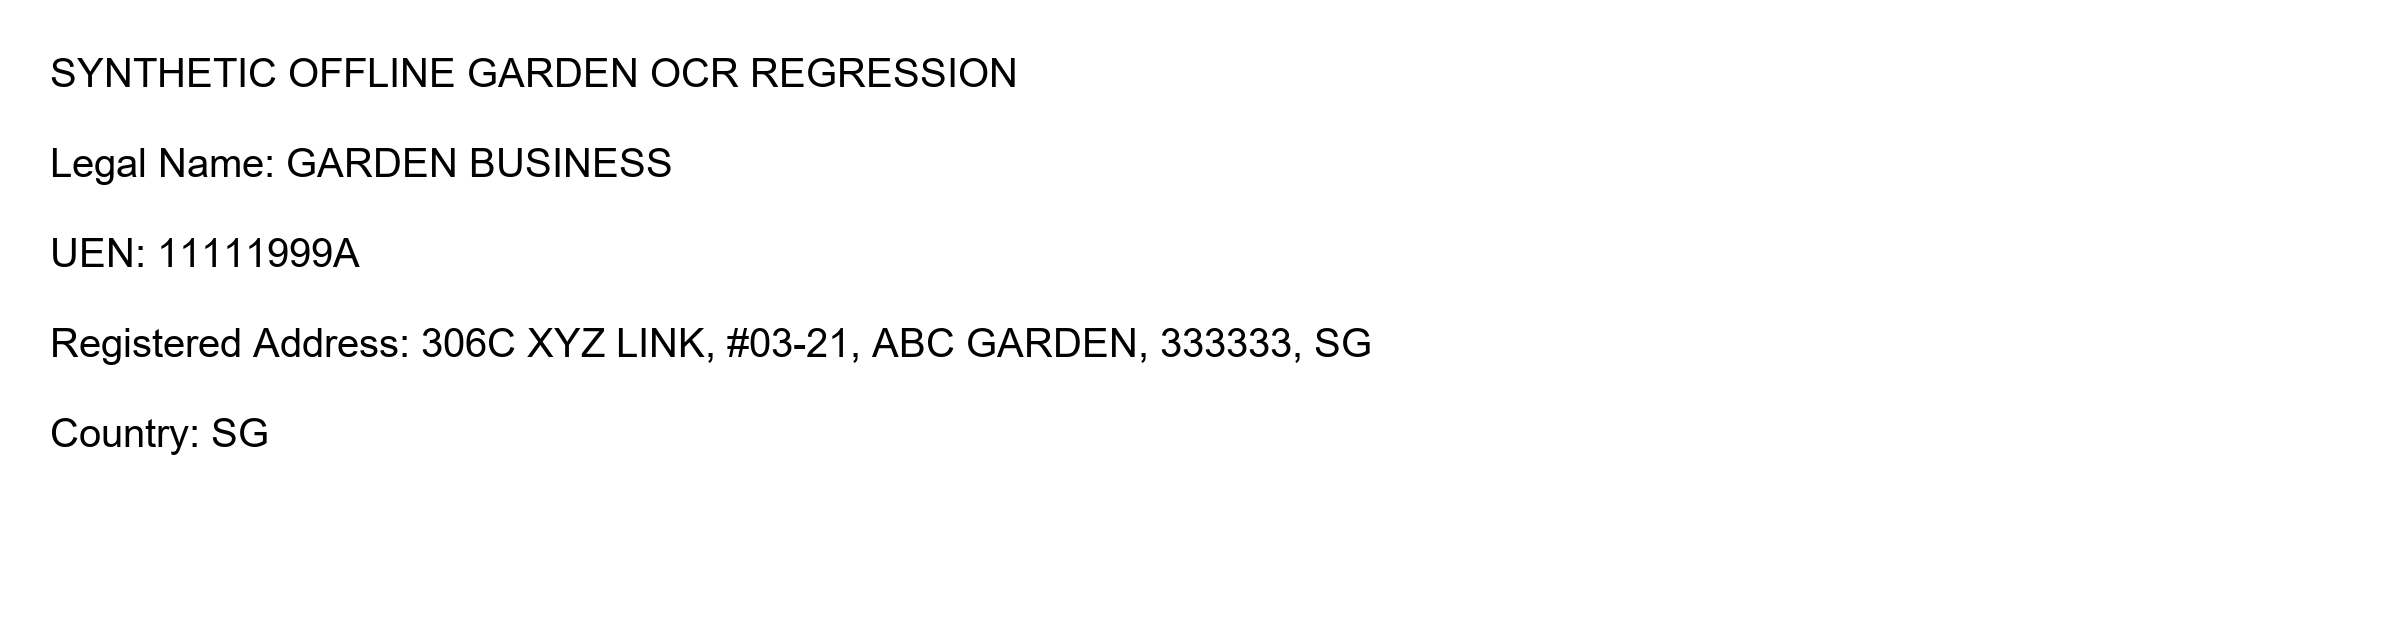 SYNTHETIC OFFLINE GARDEN OCR REGRESSION
Legal Name: GARDEN BUSINESS
UEN: 11111999A
Registered Address: 306C XYZ LINK, #03-21, ABC GARDEN, 333333, SG
Country: SG